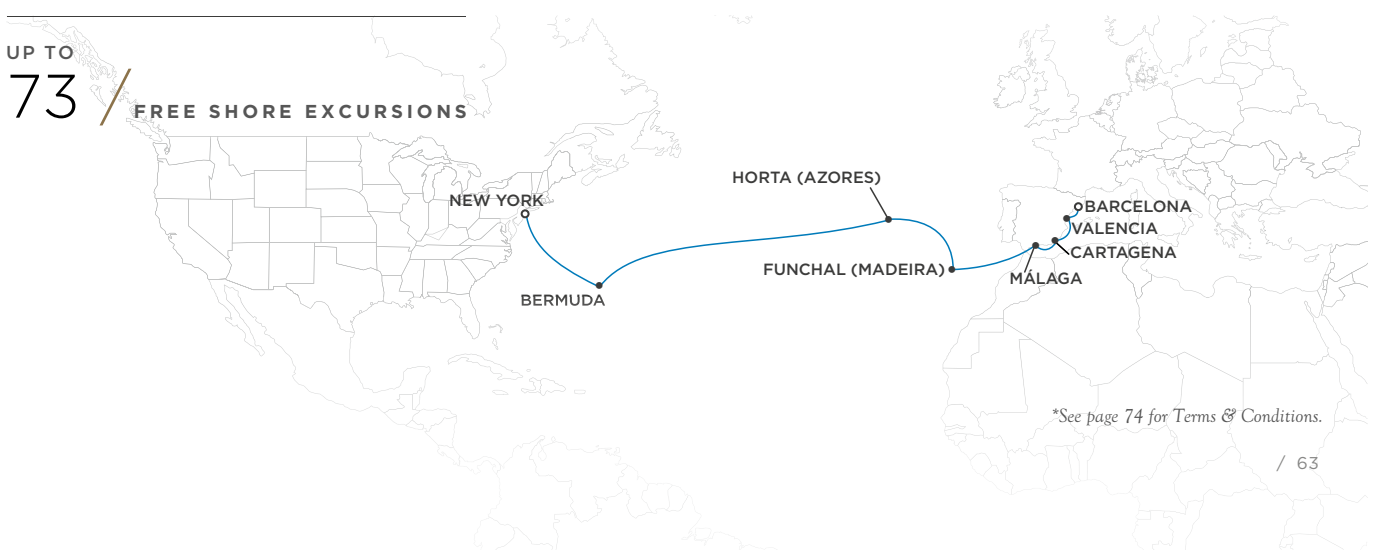 UP TO
73 / FREE SHORE EXCURSIONS
HORTA (AZORES)
NEW YORK
BARCELONA
VALENCIA
CARTAGENA
FUNCHAL (MADEIRA)
MÁLAGA
BERMUDA
*See page 74 for Terms & Conditions.
/ 63